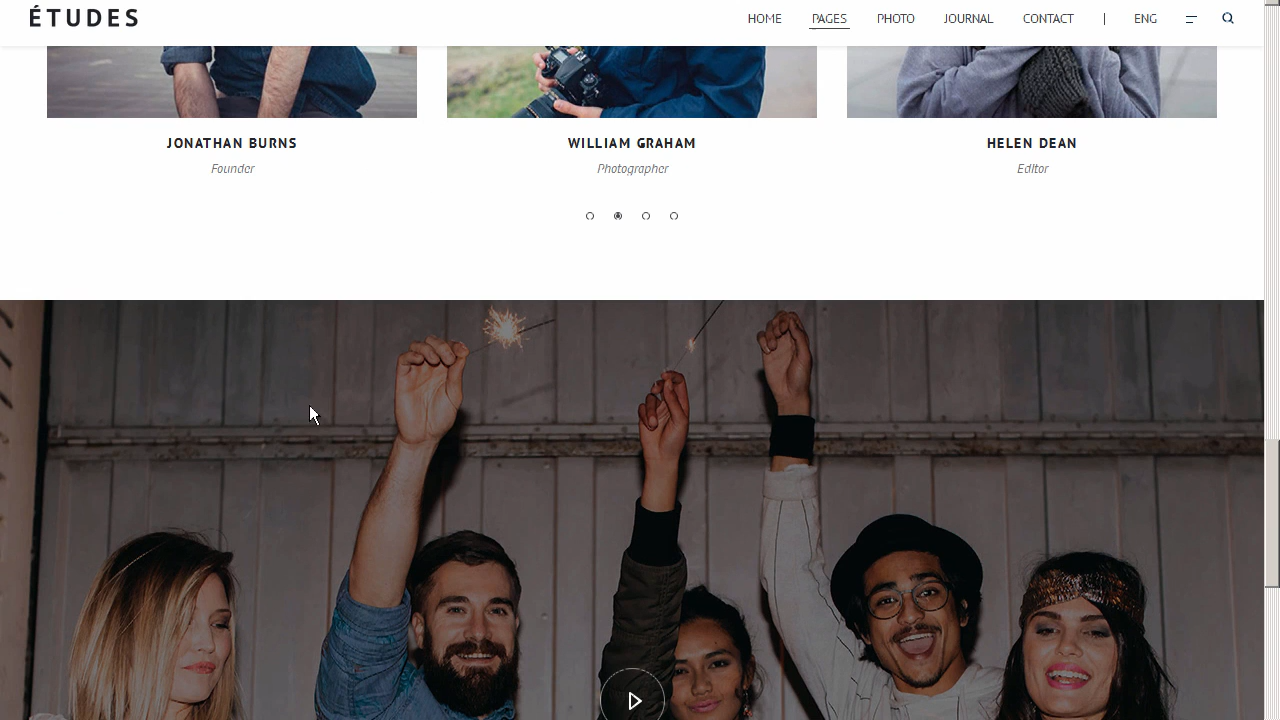 ÉTUDES
HOME PAGES PHOTO JOURNAL CONTACT | ENG
JONATHAN BURNS
Founder
WILLIAM GRAHAM
Photographer
HELEN DEAN
Editor